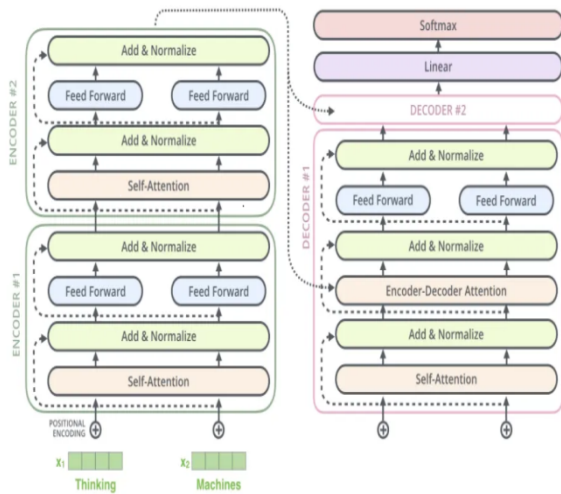 ENCODER #2
Add & Normalize
Feed Forward
Feed Forward
Add & Normalize
Self-Attention
ENCODER #1
Add & Normalize
Feed Forward
Feed Forward
Add & Normalize
Self-Attention
POSITIONAL
ENCODING
x1
x2
Thinking
Machines
Softmax
Linear
DECODER #2
DECODER #1
Add & Normalize
Feed Forward
Feed Forward
Add & Normalize
Encoder-Decoder Attention
Add & Normalize
Self-Attention